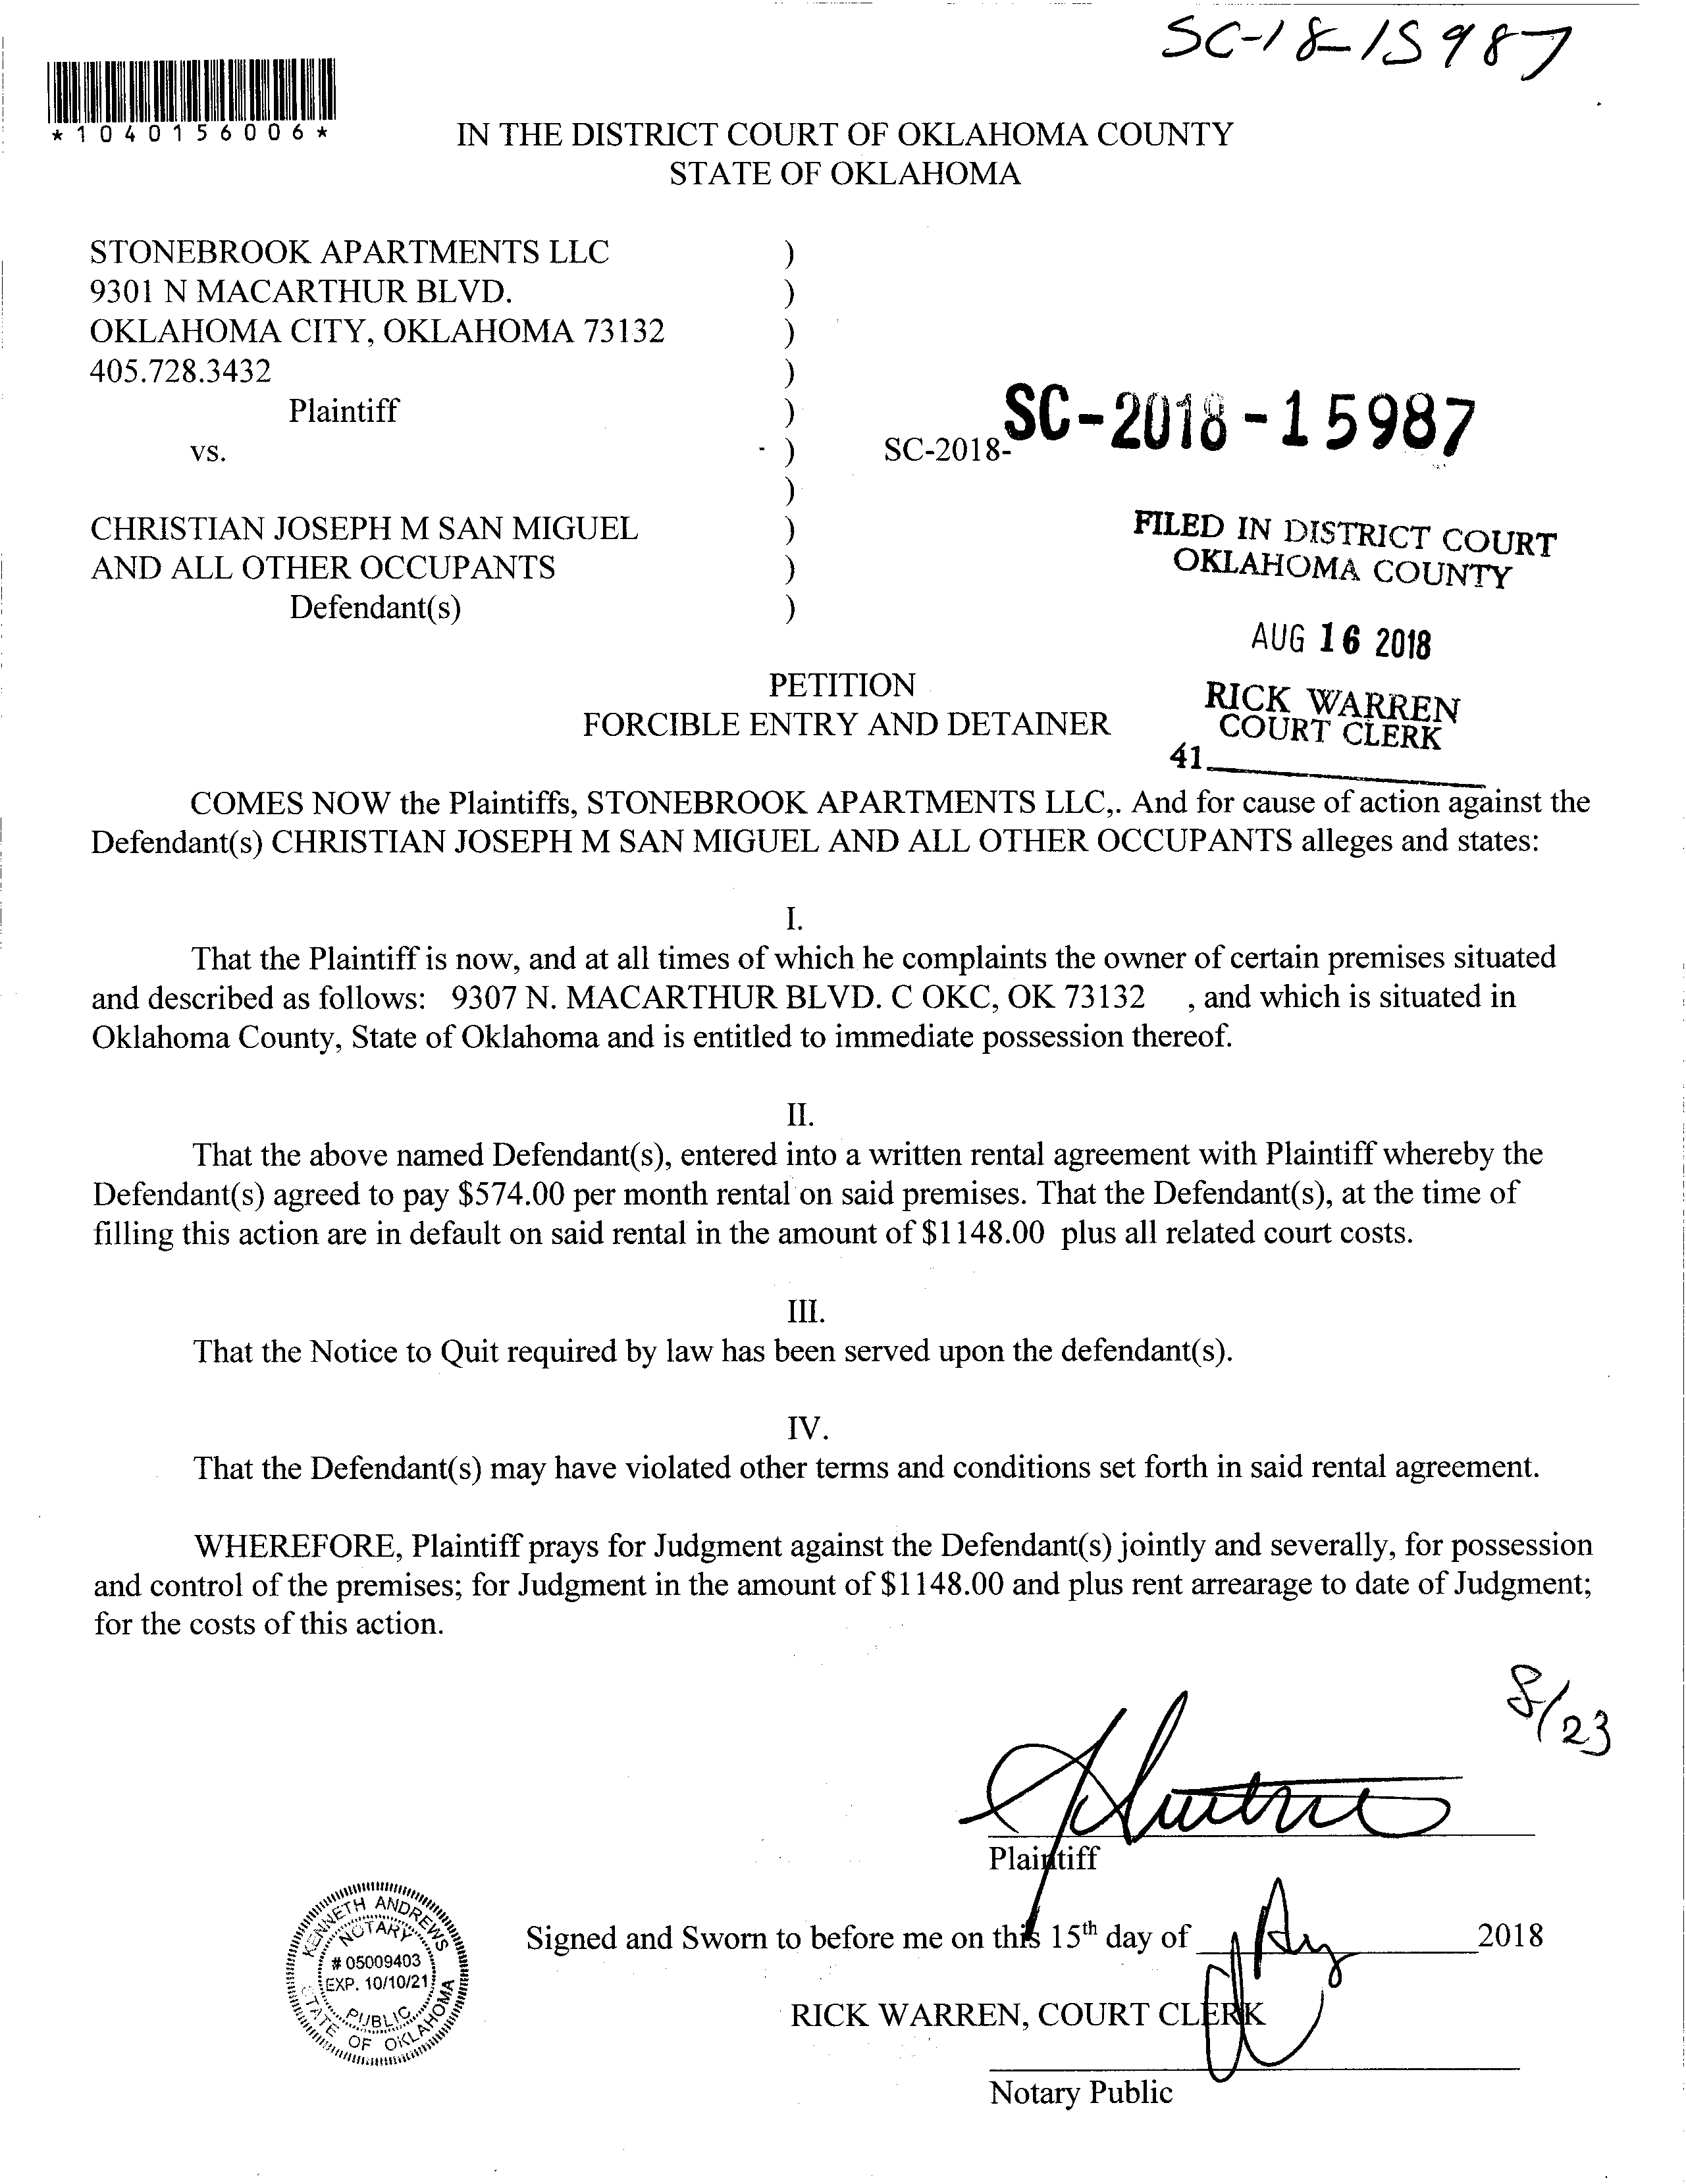 SC-18-15987
*1040156006*
IN THE DISTRICT COURT OF OKLAHOMA COUNTY
STATE OF OKLAHOMA
STONEBROOK APARTMENTS LLC )
9301 N MACARTHUR BLVD. )
OKLAHOMA CITY, OKLAHOMA 73132 )
405.728.3432 )
Plaintiff )
vs. - ) SC-2018- SC-2018-15987
)
CHRISTIAN JOSEPH M SAN MIGUEL )
AND ALL OTHER OCCUPANTS )
Defendant(s) )
FILED IN DISTRICT COURT
OKLAHOMA COUNTY
AUG 16 2018
RICK WARREN
COURT CLERK
41
PETITION
FORCIBLE ENTRY AND DETAINER
COMES NOW the Plaintiffs, STONEBROOK APARTMENTS LLC,. And for cause of action against the
Defendant(s) CHRISTIAN JOSEPH M SAN MIGUEL AND ALL OTHER OCCUPANTS alleges and states:
I.
That the Plaintiff is now, and at all times of which he complaints the owner of certain premises situated
and described as follows: 9307 N. MACARTHUR BLVD. C OKC, OK 73132 , and which is situated in
Oklahoma County, State of Oklahoma and is entitled to immediate possession thereof.
II.
That the above named Defendant(s), entered into a written rental agreement with Plaintiff whereby the
Defendant(s) agreed to pay $574.00 per month rental on said premises. That the Defendant(s), at the time of
filling this action are in default on said rental in the amount of $1148.00 plus all related court costs.
III.
That the Notice to Quit required by law has been served upon the defendant(s).
IV.
That the Defendant(s) may have violated other terms and conditions set forth in said rental agreement.
WHEREFORE, Plaintiff prays for Judgment against the Defendant(s) jointly and severally, for possession
and control of the premises; for Judgment in the amount of $1148.00 and plus rent arrearage to date of Judgment;
for the costs of this action.
8/23
Plaintiff
Signed and Sworn to before me on this 15th day of 2018
RICK WARREN, COURT CLERK
Notary Public
KENNETH ANDREWS
NOTARY
# 05009403
EXP. 10/10/21
PUBLIC
STATE OF OKLAHOMA